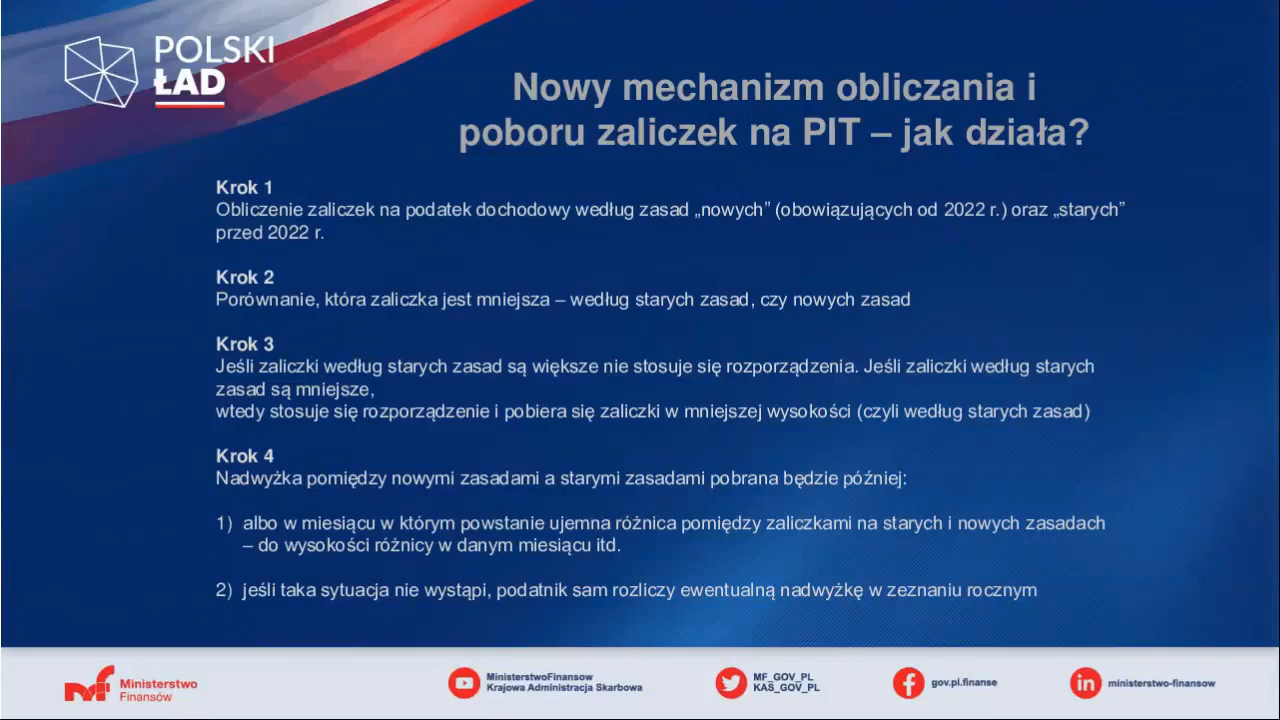 POLSKI
ŁAD
Nowy mechanizm obliczania i
poboru zaliczek na PIT – jak działa?
Krok 1
Obliczenie zaliczek na podatek dochodowy według zasad „nowych” (obowiązujących od 2022 r.) oraz „starych”
przed 2022 r.
Krok 2
Porównanie, która zaliczka jest mniejsza – według starych zasad, czy nowych zasad
Krok 3
Jeśli zaliczki według starych zasad są większe nie stosuje się rozporządzenia. Jeśli zaliczki według starych
zasad są mniejsze,
wtedy stosuje się rozporządzenie i pobiera się zaliczki w mniejszej wysokości (czyli według starych zasad)
Krok 4
Nadwyżka pomiędzy nowymi zasadami a starymi zasadami pobrana będzie później:
1) albo w miesiącu w którym powstanie ujemna różnica pomiędzy zaliczkami na starych i nowych zasadach
– do wysokości różnicy w danym miesiącu itd.
2) jeśli taka sytuacja nie wystąpi, podatnik sam rozliczy ewentualną nadwyżkę w zeznaniu rocznym
Ministerstwo
Finansów
MinisterstwoFinansow
Krajowa Administracja Skarbowa
MF_GOV_PL
KAS_GOV_PL
gov.pl.finanse
ministerstwo-finansow